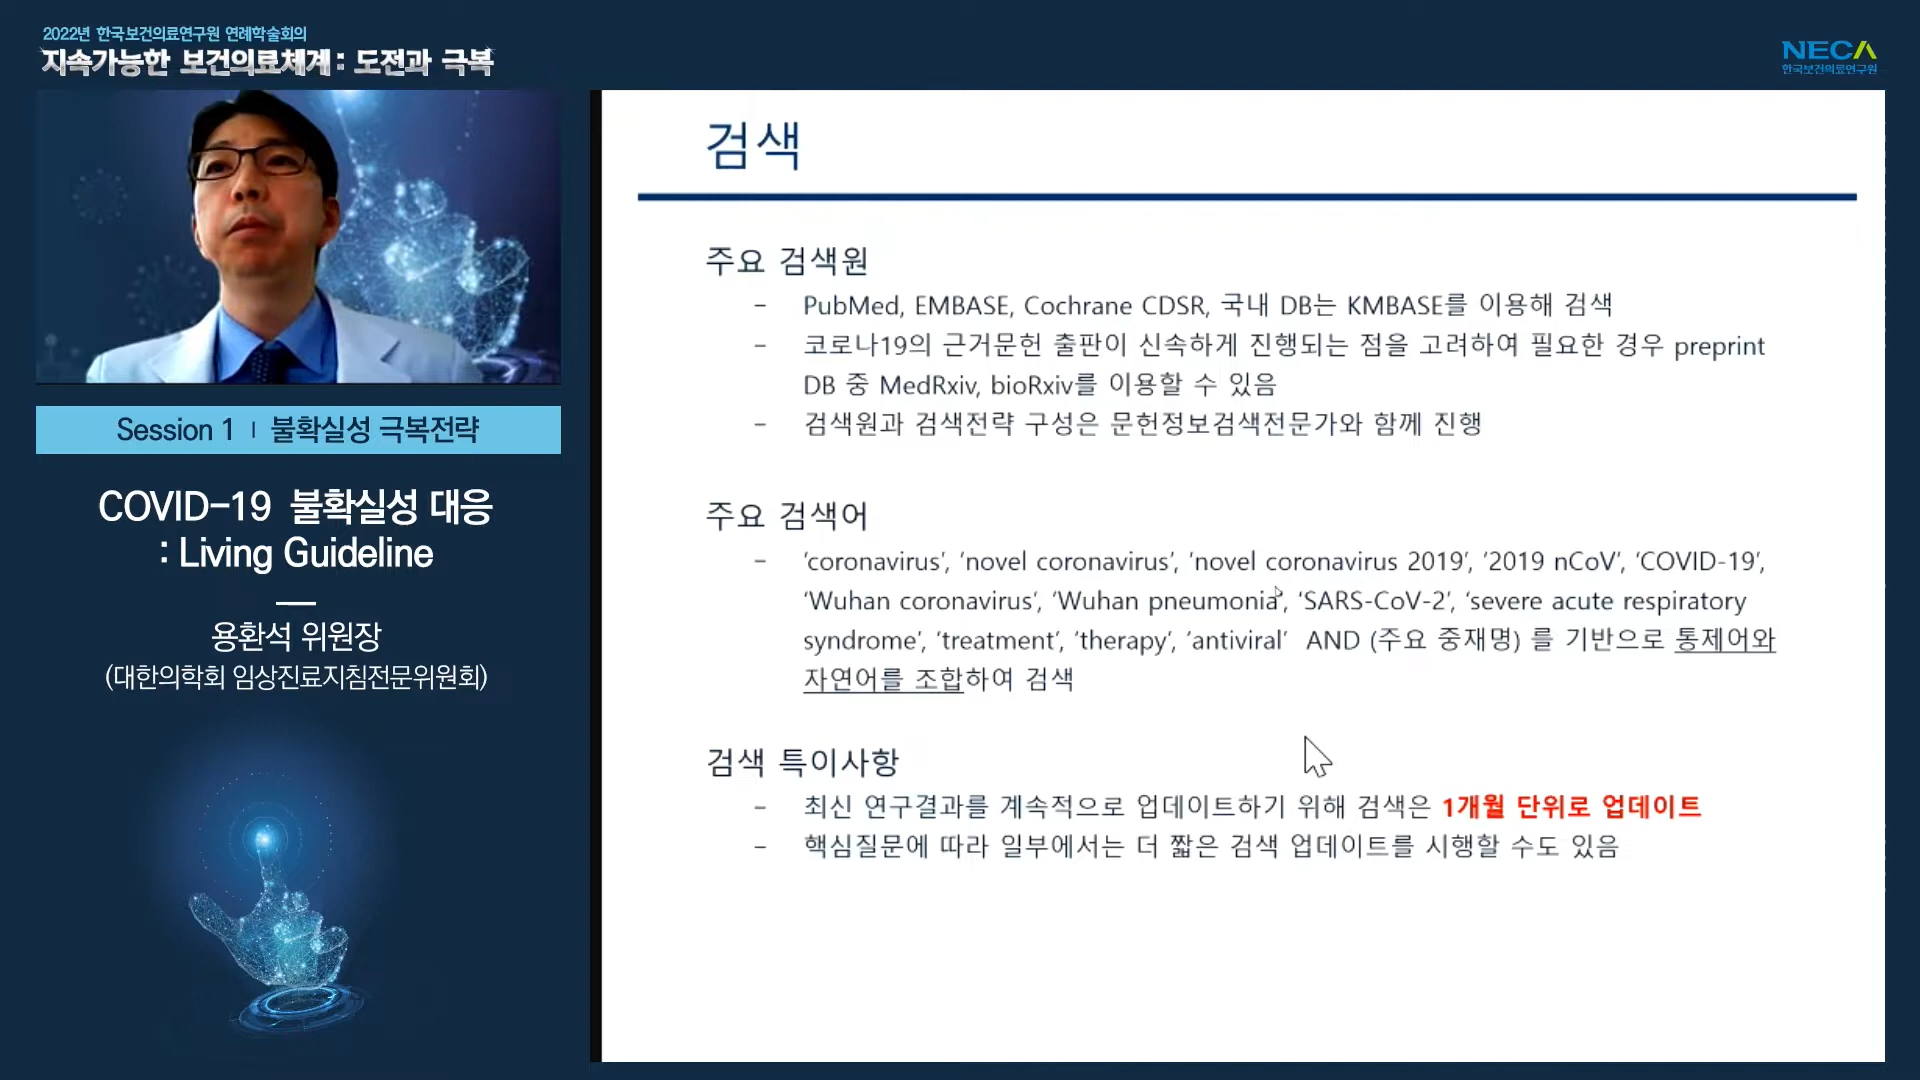 2022년 한국보건의료연구원 연례학술회의
지속가능한 보건의료체계: 도전과 극복
NECA
한국보건의료연구원
Session 1 | 불확실성 극복전략
COVID-19 불확실성 대응
: Living Guideline
용환석 위원장
(대한의학회 임상진료지침전문위원회)
검색
주요 검색원
- PubMed, EMBASE, Cochrane CDSR, 국내 DB는 KMBASE를 이용해 검색
- 코로나19의 근거문헌 출판이 신속하게 진행되는 점을 고려하여 필요한 경우 preprint
DB 중 MedRxiv, bioRxiv를 이용할 수 있음
- 검색원과 검색전략 구성은 문헌정보검색전문가와 함께 진행
주요 검색어
- ‘coronavirus’, ‘novel coronavirus’, ‘novel coronavirus 2019’, ‘2019 nCoV’, ‘COVID-19’,
‘Wuhan coronavirus’, ‘Wuhan pneumonia’, ‘SARS-CoV-2’, ‘severe acute respiratory
syndrome’, ‘treatment’, ‘therapy’, ‘antiviral’ AND (주요 중재명) 를 기반으로 통제어와
자연어를 조합하여 검색
검색 특이사항
- 최신 연구결과를 계속적으로 업데이트하기 위해 검색은 1개월 단위로 업데이트
- 핵심질문에 따라 일부에서는 더 짧은 검색 업데이트를 시행할 수도 있음